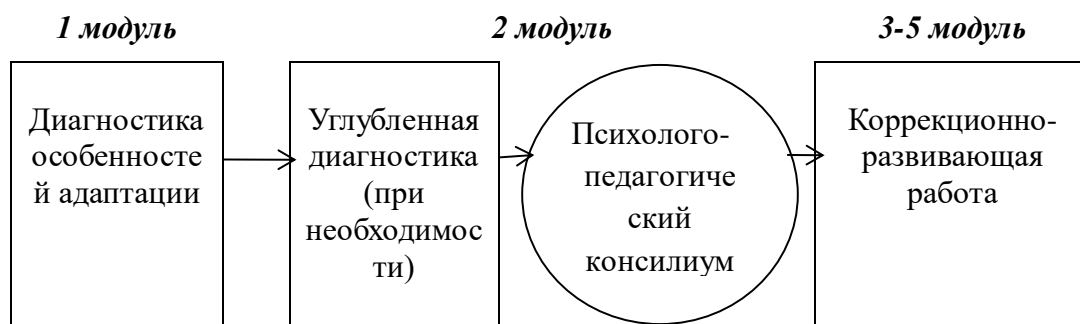 1 модуль
2 модуль
3-5 модуль
Диагностика
особенносте
й адаптации
Углубленная
диагностика
(при
необходимос
ти)
Психолого-
педагогиче
ский
консилиум
Коррекционно-
развивающая
работа